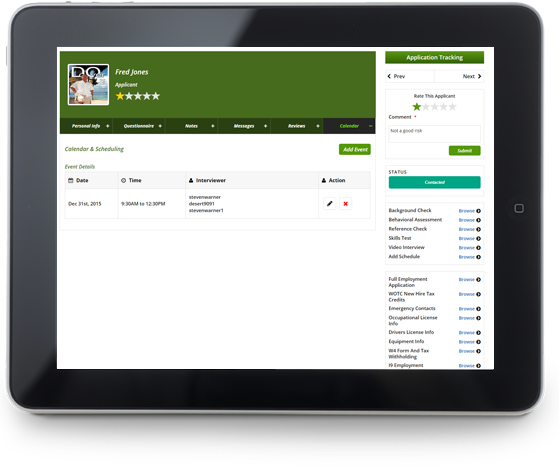 DO
Fred Jones
Applicant
Personal Info +
Questionnaire +
Notes +
Messages +
Reviews +
Calendar −
Calendar & Scheduling
Add Event
Event Details
Date
Time
Interviewer
Action
Dec 31st, 2015
9:30AM to 12:30PM
stevenwarner
desert9091
stevenwarner1
Application Tracking
Prev
Next
Rate This Applicant
Comment *
Not a good risk
Submit
STATUS
Contacted
Background Check Browse
Behavioral Assessment Browse
Reference Check Browse
Skills Test Browse
Video Interview Browse
Add Schedule Browse
Full Employment Browse
Application
WOTC New Hire Tax Browse
Credits
Emergency Contacts Browse
Occupational License Browse
Info
Drivers License Info Browse
Equipment Info Browse
W4 Form And Tax Browse
Withholding
I9 Employment Browse